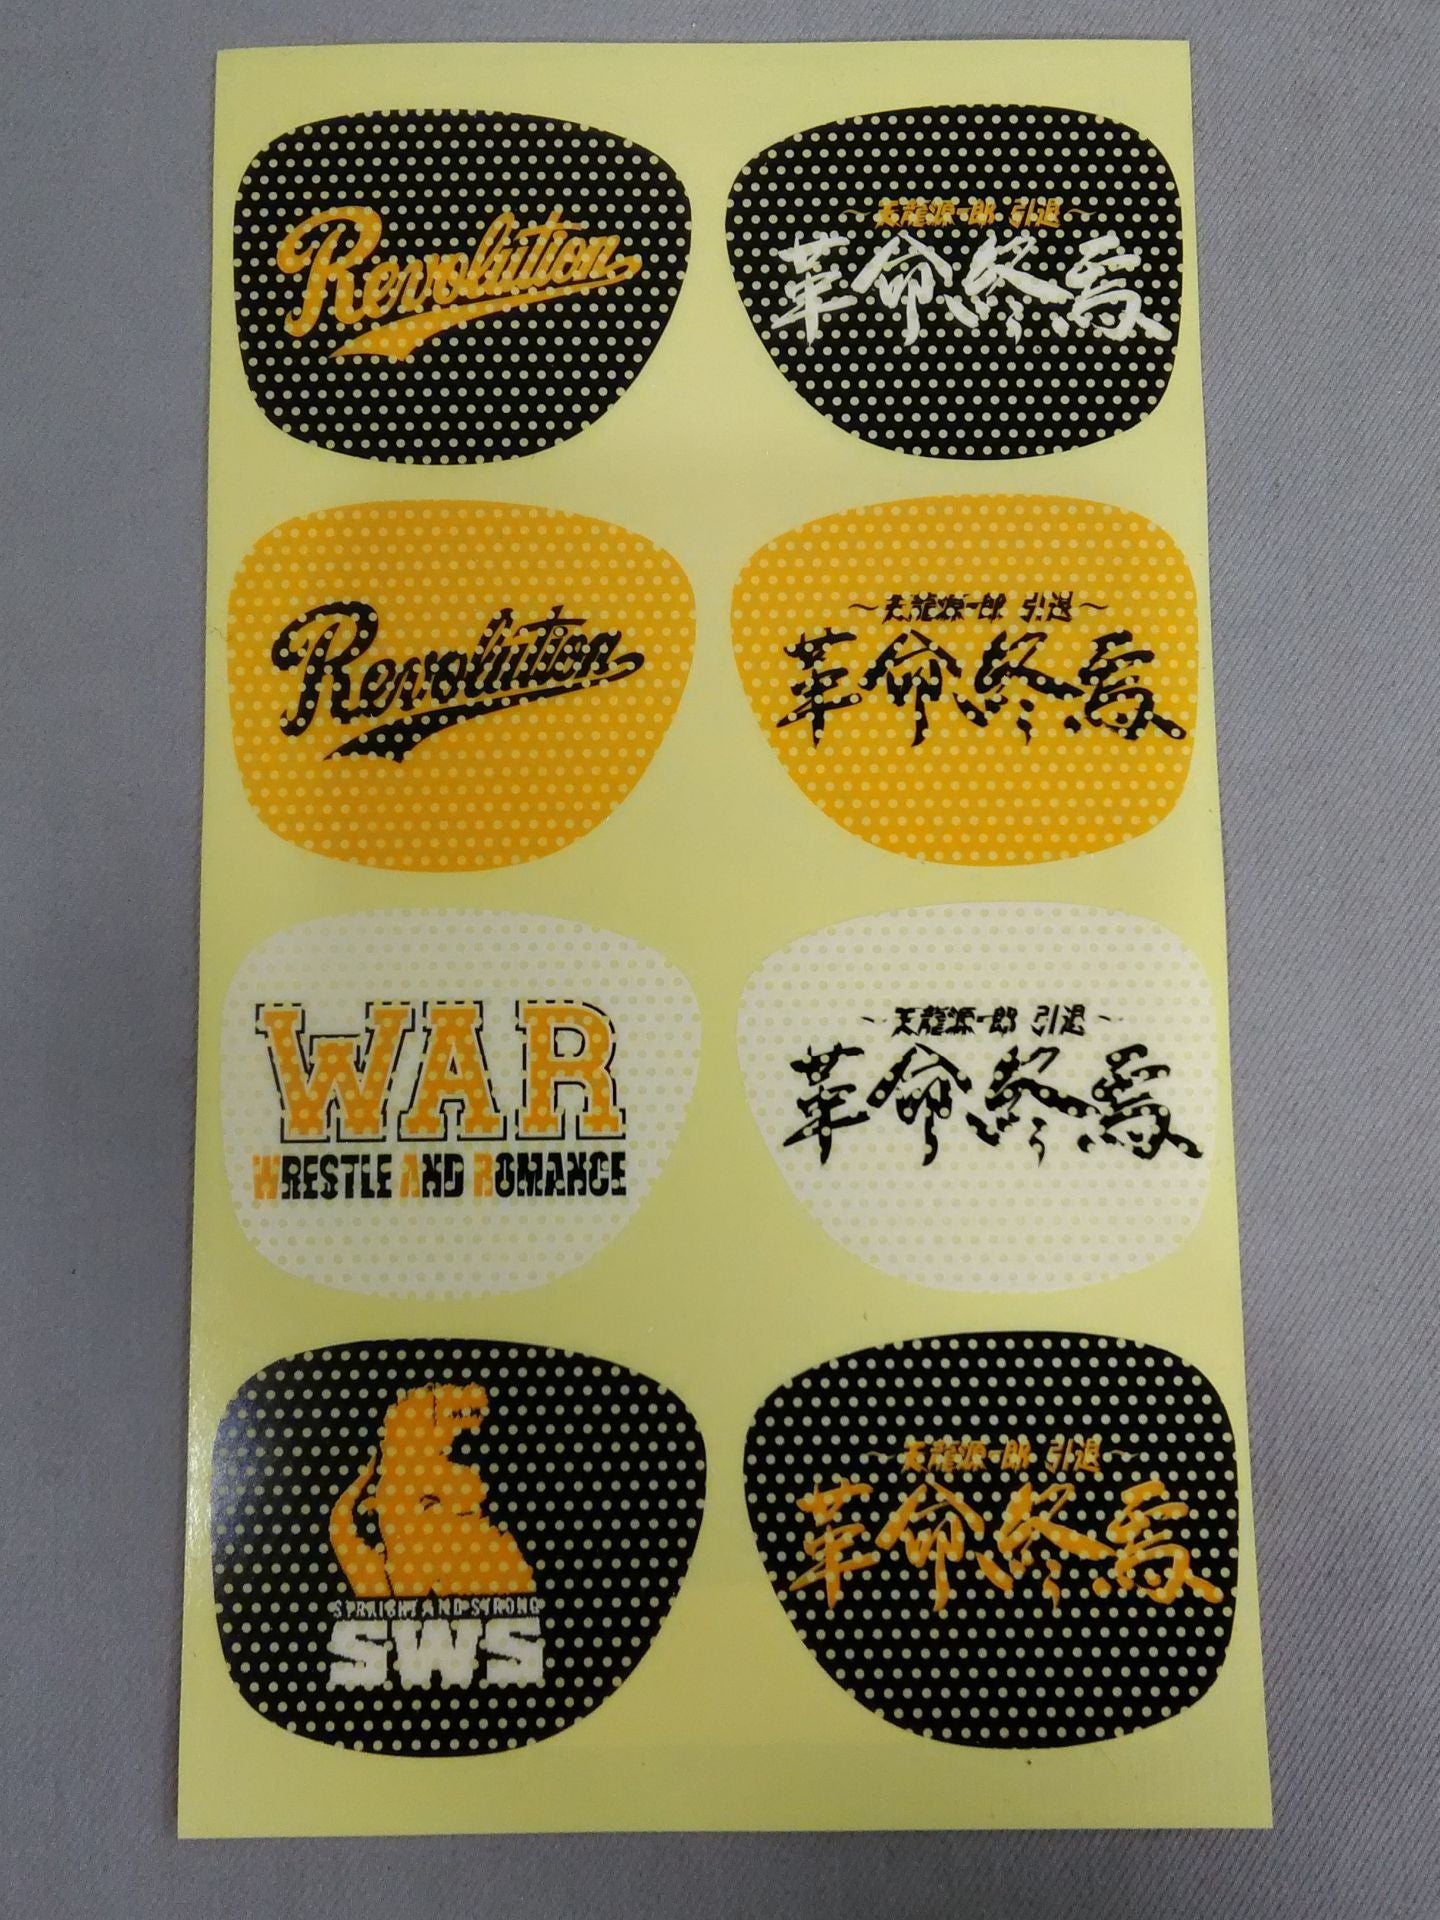 Revolution
～天龍源一郎 引退～
革命終焉
Revolution
～天龍源一郎 引退～
革命終焉
WAR
WRESTLE AND ROMANCE
～天龍源一郎 引退～
革命終焉
STRAIGHT AND STRONG
SWS
～天龍源一郎 引退～
革命終焉